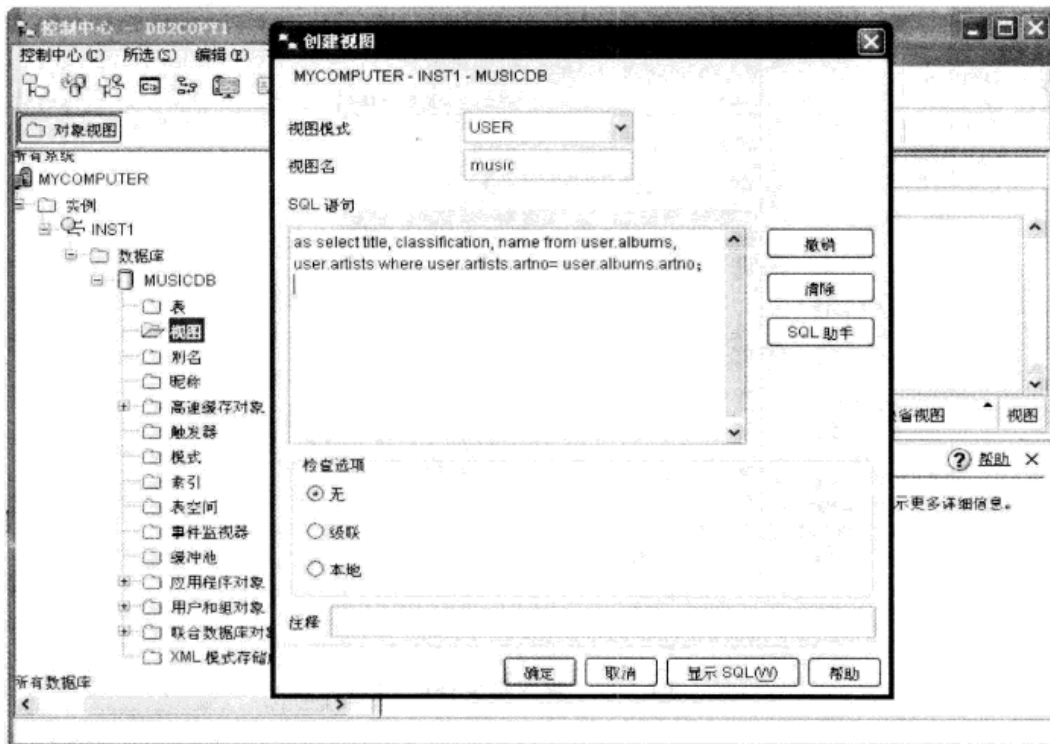 控制中心 - DB2COPY1
控制中心(C) 所选(S) 编辑(E)
对象视图
所有系统
MYCOMPUTER
实例
INST1
数据库
MUSICDB
表
视图
别名
昵称
高速缓存对象
触发器
模式
索引
表空间
事件监视器
缓冲池
应用程序对象
用户和组对象
联合数据库对
XML 模式存储
所有数据库
创建视图
MYCOMPUTER - INST1 - MUSICDB
视图模式 USER
视图名 music
SQL 语句
as select title, classification, name from user.albums,
user.artists where user.artists.artno= user.albums.artno;
撤销
清除
SQL 助手
检查选项
无
级联
本地
注释
确定 取消 显示 SQL(W) 帮助
省视图 视图
帮助
示更多详细信息。